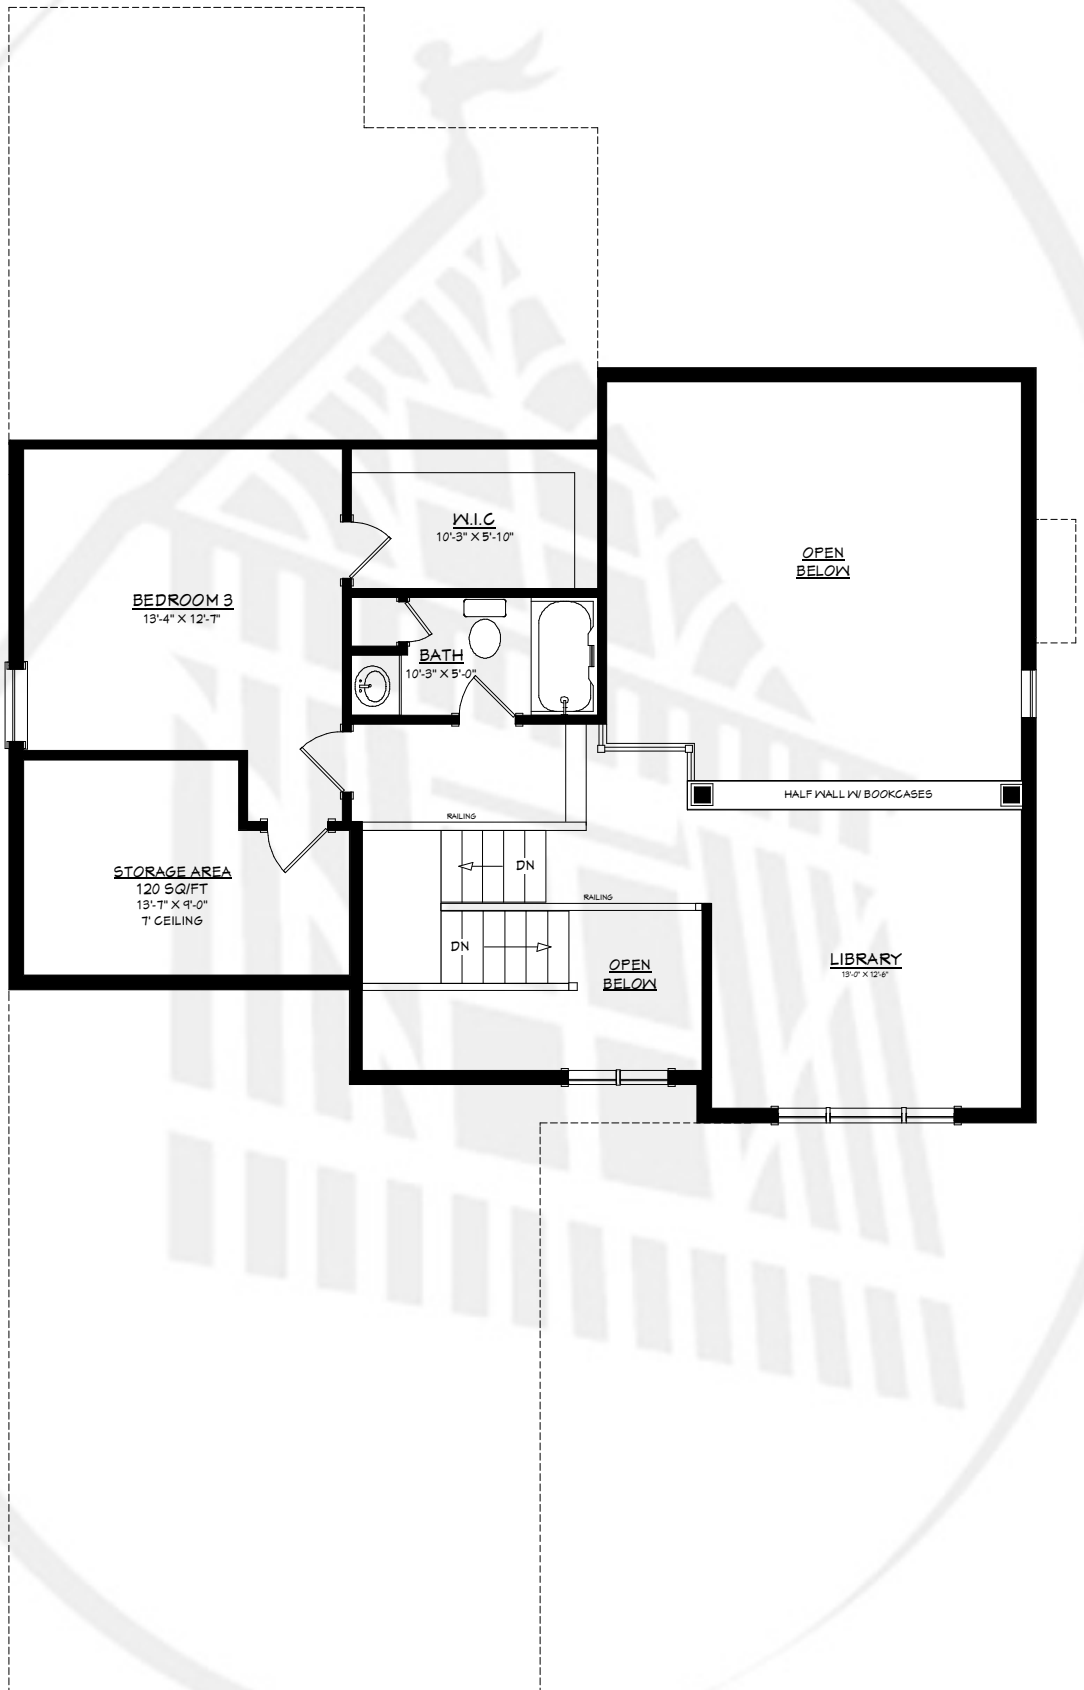 W.I.C
10'-3" X 5'-10"
OPEN
BELOW
BEDROOM 3
13'-4" X 12'-7"
BATH
10'-3" X 5'-0"
HALF WALL W/ BOOKCASES
RAILING
DN
STORAGE AREA
120 SQ/FT
13'-7" X 9'-0"
7' CEILING
RAILING
DN
OPEN
BELOW
LIBRARY
13'-0" X 12'-6"